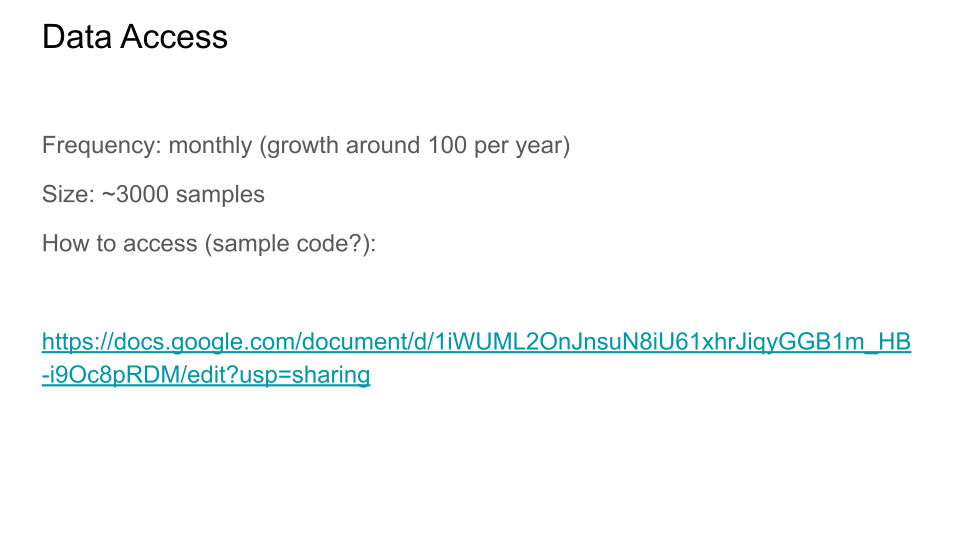 Data Access
Frequency: monthly (growth around 100 per year)
Size: ~3000 samples
How to access (sample code?):
https://docs.google.com/document/d/1iWUML2OnJnsuN8iU61xhrJiqyGGB1m_HB
-i9Oc8pRDM/edit?usp=sharing